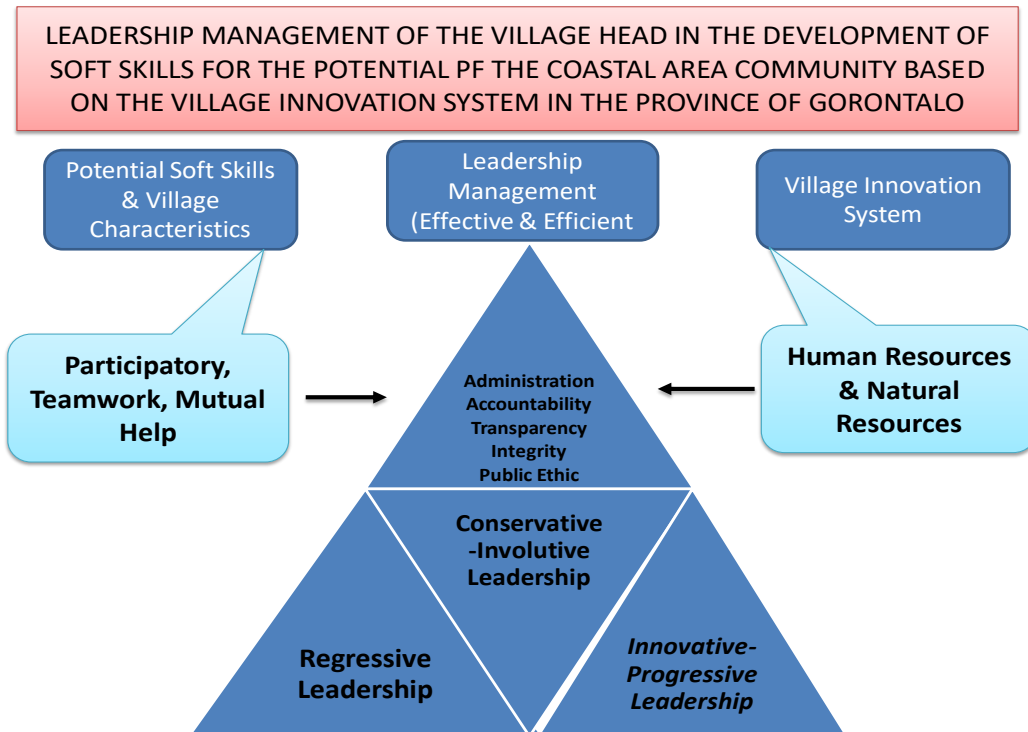 LEADERSHIP MANAGEMENT OF THE VILLAGE HEAD IN THE DEVELOPMENT OF
SOFT SKILLS FOR THE POTENTIAL PF THE COASTAL AREA COMMUNITY BASED
ON THE VILLAGE INNOVATION SYSTEM IN THE PROVINCE OF GORONTALO
Potential Soft Skills
& Village
Characteristics
Leadership
Management
(Effective & Efficient
Village Innovation
System
Participatory,
Teamwork, Mutual
Help
Human Resources
& Natural
Resources
Administration
Accountability
Transparency
Integrity
Public Ethic
Conservative
-Involutive
Leadership
Regressive
Leadership
Innovative-
Progressive
Leadership